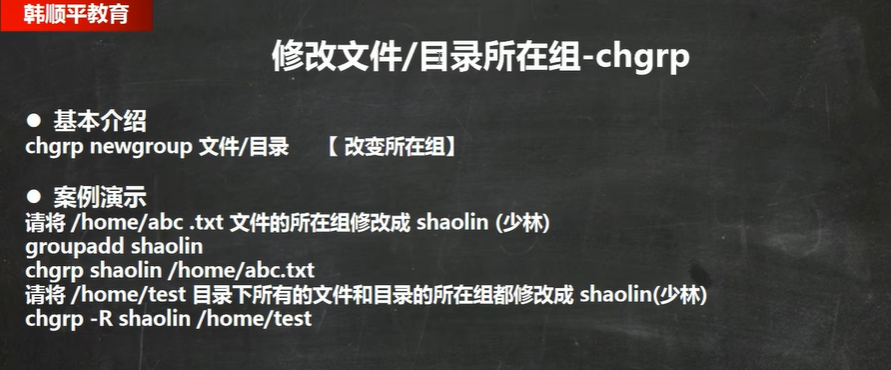 韩顺平教育
修改文件/目录所在组-chgrp
● 基本介绍
chgrp newgroup 文件/目录 【 改变所在组】
● 案例演示
请将 /home/abc .txt 文件的所在组修改成 shaolin (少林)
groupadd shaolin
chgrp shaolin /home/abc.txt
请将 /home/test 目录下所有的文件和目录的所在组都修改成 shaolin(少林)
chgrp -R shaolin /home/test